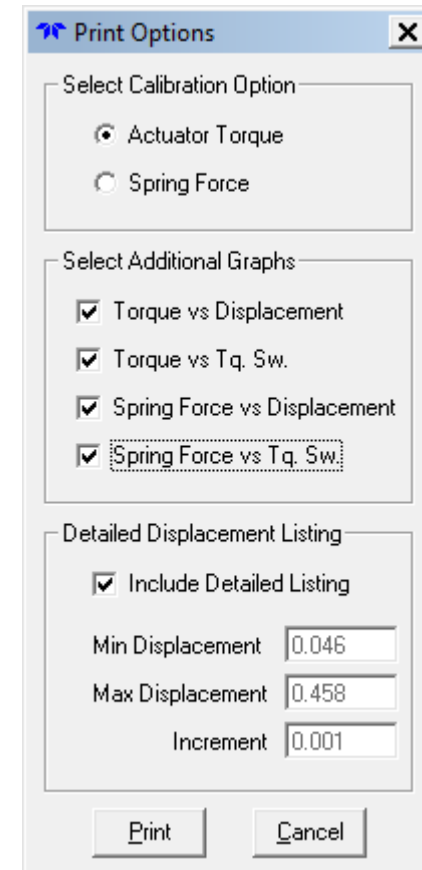 Print Options
Select Calibration Option
Actuator Torque
Spring Force
Select Additional Graphs
Torque vs Displacement
Torque vs Tq. Sw.
Spring Force vs Displacement
Spring Force vs Tq. Sw.
Detailed Displacement Listing
Include Detailed Listing
Min Displacement 0.046
Max Displacement 0.458
Increment 0.001
Print Cancel